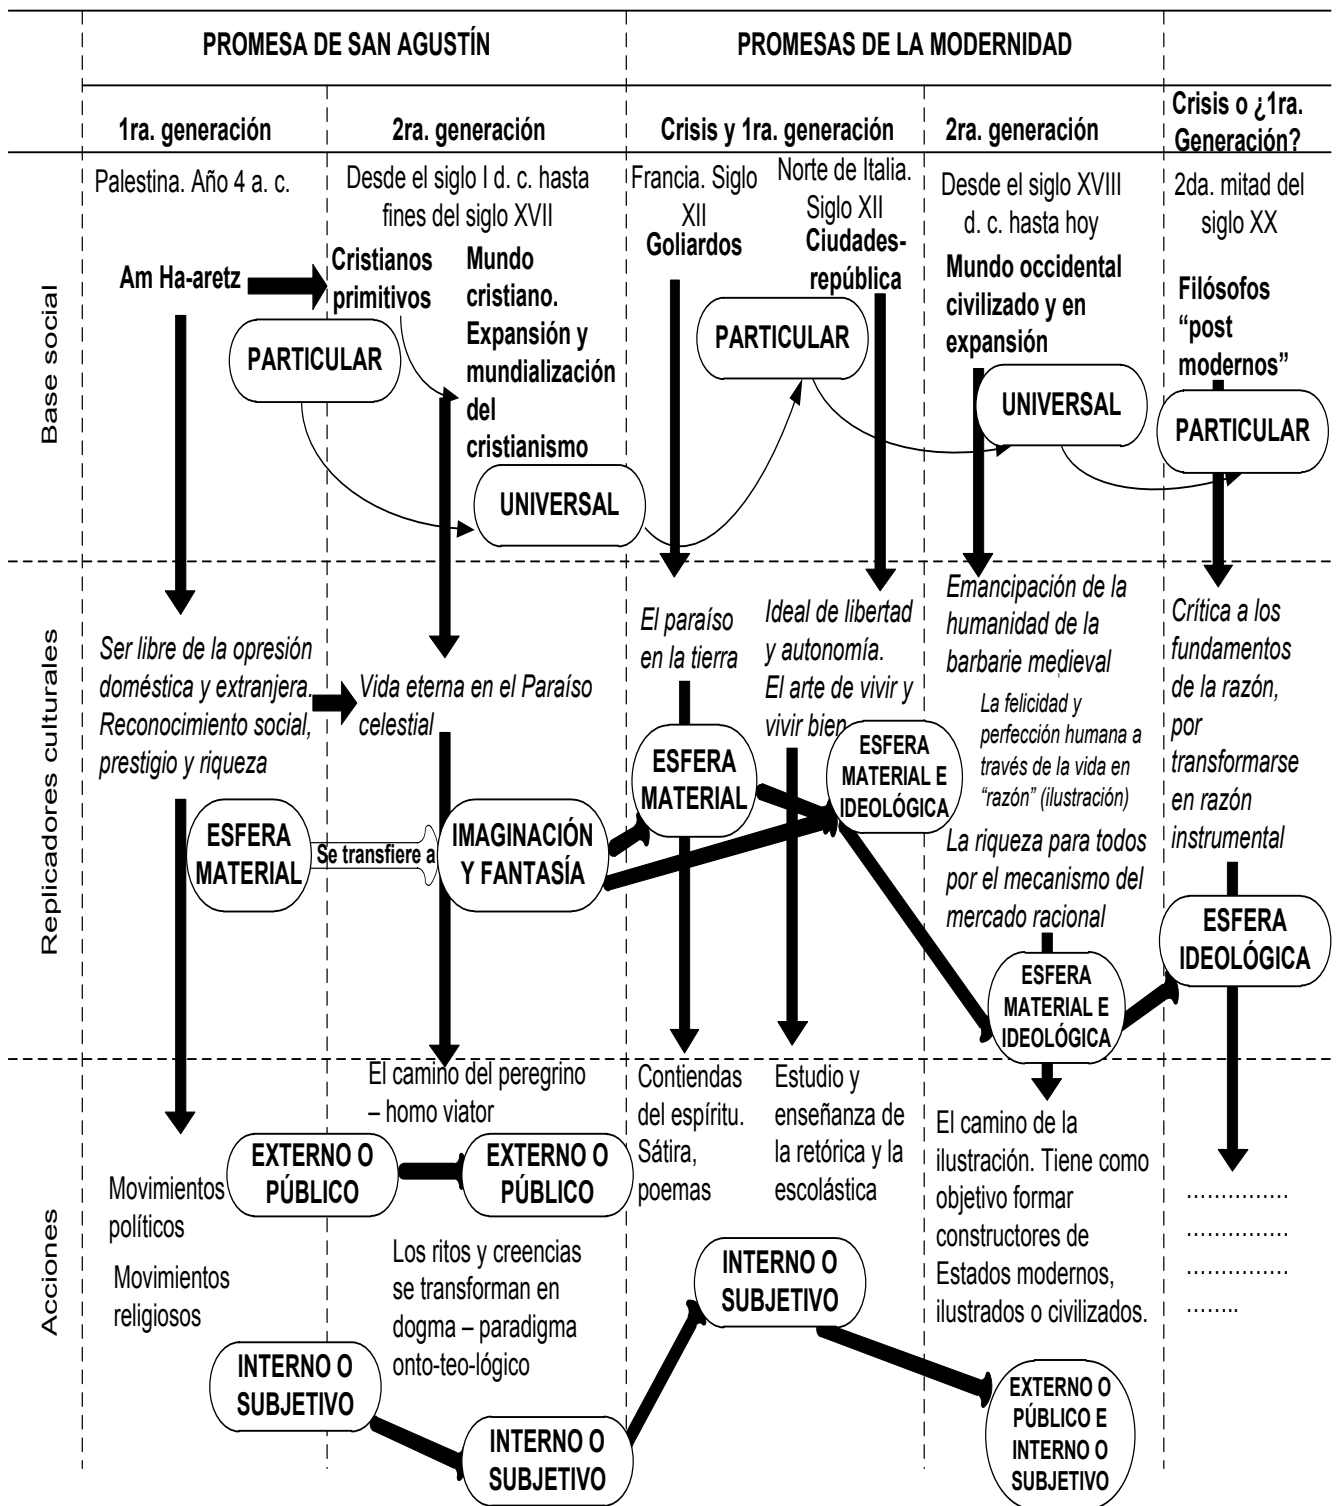 PROMESA DE SAN AGUSTÍN
PROMESAS DE LA MODERNIDAD
1ra. generación
2ra. generación
Crisis y 1ra. generación
2ra. generación
Crisis o ¿1ra.
Generación?
Base social
Palestina. Año 4 a. c.
Am Ha-aretz
PARTICULAR
Desde el siglo I d. c. hasta
fines del siglo XVII
Cristianos
primitivos
Mundo
cristiano.
Expansión y
mundialización
del
cristianismo
UNIVERSAL
Francia. Siglo
XII
Goliardos
Norte de Italia.
Siglo XII
Ciudades-
república
PARTICULAR
Desde el siglo XVIII
d. c. hasta hoy
Mundo occidental
civilizado y en
expansión
UNIVERSAL
2da. mitad del
siglo XX
Filósofos
“post
modernos”
PARTICULAR
Replicadores culturales
Ser libre de la opresión
doméstica y extranjera.
Reconocimiento social,
prestigio y riqueza
ESFERA
MATERIAL
Se transfiere a
Vida eterna en el Paraíso
celestial
IMAGINACIÓN
Y FANTASÍA
El paraíso
en la tierra
ESFERA
MATERIAL
Ideal de libertad
y autonomía.
El arte de vivir y
vivir bien
ESFERA
MATERIAL E
IDEOLÓGICA
Emancipación de la
humanidad de la
barbarie medieval
La felicidad y
perfección humana a
través de la vida en
“razón” (ilustración)
La riqueza para todos
por el mecanismo del
mercado racional
ESFERA
MATERIAL E
IDEOLÓGICA
Crítica a los
fundamentos
de la razón,
por
transformarse
en razón
instrumental
ESFERA
IDEOLÓGICA
Acciones
Movimientos
políticos
Movimientos
religiosos
EXTERNO O
PÚBLICO
INTERNO O
SUBJETIVO
El camino del peregrino
– homo viator
EXTERNO O
PÚBLICO
Los ritos y creencias
se transforman en
dogma – paradigma
onto-teo-lógico
INTERNO O
SUBJETIVO
Contiendas
del espíritu.
Sátira,
poemas
Estudio y
enseñanza de
la retórica y la
escolástica
INTERNO O
SUBJETIVO
El camino de la
ilustración. Tiene como
objetivo formar
constructores de
Estados modernos,
ilustrados o civilizados.
EXTERNO O
PÚBLICO E
INTERNO O
SUBJETIVO
……………
……………
……………
……..